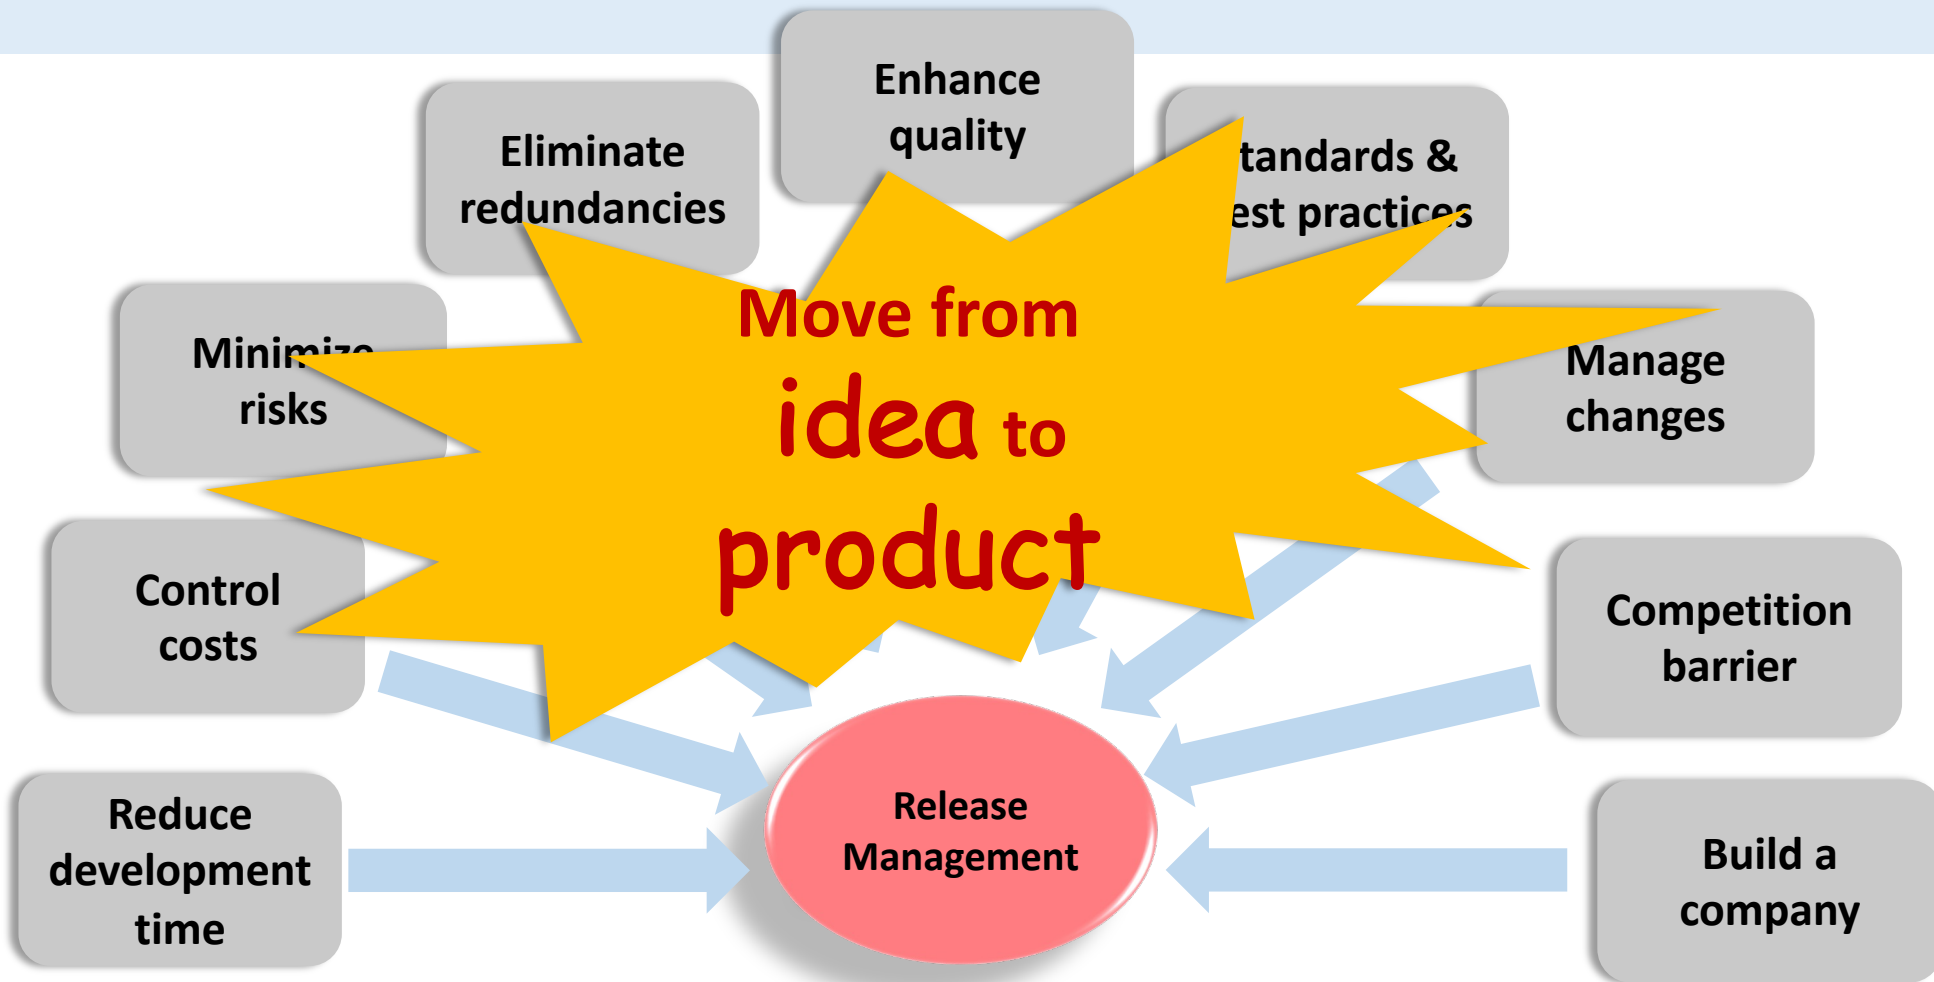 Enhance
quality
Eliminate
redundancies
tandards &
est practices
Minimize
risks
Move from
idea to
product
Manage
changes
Control
costs
Competition
barrier
Reduce
development
time
Release
Management
Build a
company